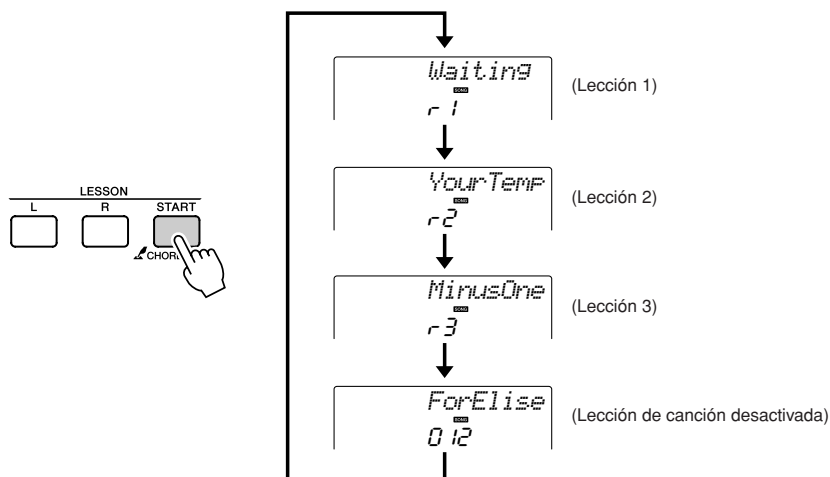 Waiting
SONG
r1
(Lección 1)
YourTemp
SONG
r2
(Lección 2)
LESSON
L R START
CHORD
MinusOne
SONG
r3
(Lección 3)
ForElise
SONG
012
(Lección de canción desactivada)